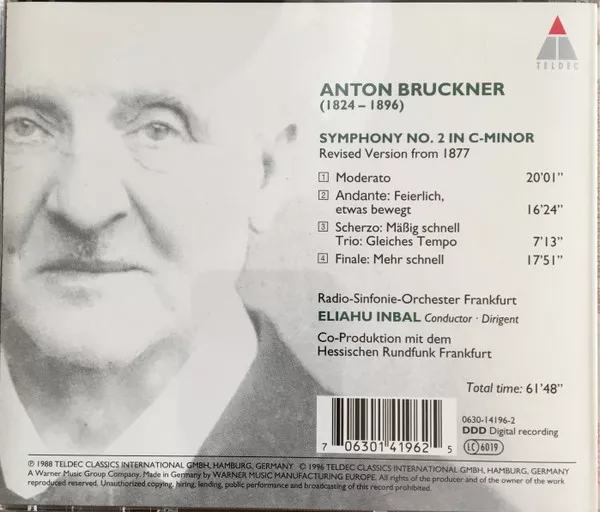 TELDEC
ANTON BRUCKNER
(1824 – 1896)
SYMPHONY NO. 2 IN C-MINOR
Revised Version from 1877
1 Moderato 20'01"
2 Andante: Feierlich,
etwas bewegt 16'24"
3 Scherzo: Mäßig schnell
Trio: Gleiches Tempo 7'13"
4 Finale: Mehr schnell 17'51"
Radio-Sinfonie-Orchester Frankfurt
ELIAHU INBAL Conductor · Dirigent
Co-Produktion mit dem
Hessischen Rundfunk Frankfurt
Total time: 61'48"
0630-14196-2
DDD Digital recording
LC 6019
7 06301 41962 5
℗ 1988 TELDEC CLASSICS INTERNATIONAL GMBH, HAMBURG, GERMANY © 1996 TELDEC CLASSICS INTERNATIONAL GMBH, HAMBURG, GERMANY
A Warner Music Group Company. Made in Germany by WARNER MUSIC MANUFACTURING EUROPE. All rights of the producer and of the owner of the work
reproduced reserved. Unauthorized copying, hiring, lending, public performance and broadcasting of this record prohibited.